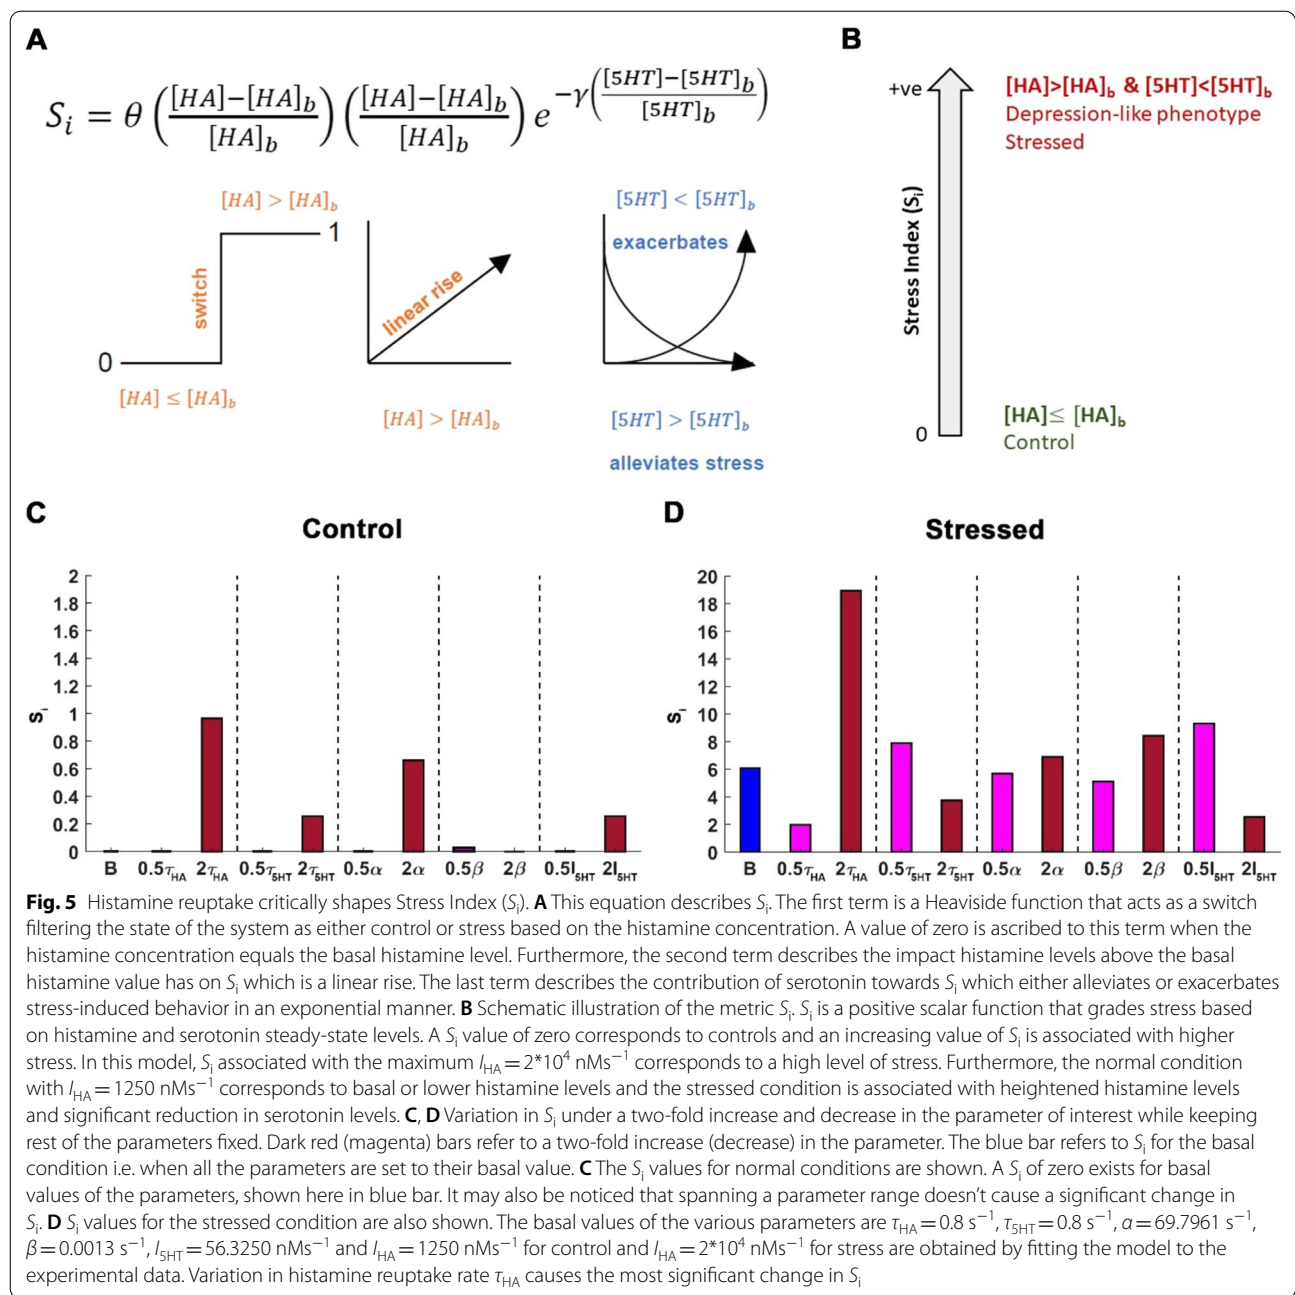 A
S_i = θ ( [HA]−[HA]_b / [HA]_b ) ( [HA]−[HA]_b / [HA]_b ) e^{−γ( [5HT]−[5HT]_b / [5HT]_b )}
[HA] > [HA]_b
1
switch
0
[HA] ≤ [HA]_b
linear rise
[HA] > [HA]_b
[5HT] < [5HT]_b
exacerbates
[5HT] > [5HT]_b
alleviates stress
B
+ve
Stress Index (S_i)
0
[HA]>[HA]_b & [5HT]<[5HT]_b
Depression-like phenotype
Stressed
[HA]≤ [HA]_b
Control
C
Control
S_i
2
1.8
1.6
1.4
1.2
1
0.8
0.6
0.4
0.2
0
B 0.5τ_HA 2τ_HA 0.5τ_5HT 2τ_5HT 0.5α 2α 0.5β 2β 0.5I_5HT 2I_5HT
D
Stressed
S_i
20
18
16
14
12
10
8
6
4
2
0
B 0.5τ_HA 2τ_HA 0.5τ_5HT 2τ_5HT 0.5α 2α 0.5β 2β 0.5I_5HT 2I_5HT
Fig. 5 Histamine reuptake critically shapes Stress Index (S_i). A This equation describes S_i. The first term is a Heaviside function that acts as a switch
filtering the state of the system as either control or stress based on the histamine concentration. A value of zero is ascribed to this term when the
histamine concentration equals the basal histamine level. Furthermore, the second term describes the impact histamine levels above the basal
histamine value has on S_i which is a linear rise. The last term describes the contribution of serotonin towards S_i which either alleviates or exacerbates
stress-induced behavior in an exponential manner. B Schematic illustration of the metric S_i. S_i is a positive scalar function that grades stress based
on histamine and serotonin steady-state levels. A S_i value of zero corresponds to controls and an increasing value of S_i is associated with higher
stress. In this model, S_i associated with the maximum I_HA = 2*10⁴ nMs⁻¹ corresponds to a high level of stress. Furthermore, the normal condition
with I_HA = 1250 nMs⁻¹ corresponds to basal or lower histamine levels and the stressed condition is associated with heightened histamine levels
and significant reduction in serotonin levels. C, D Variation in S_i under a two-fold increase and decrease in the parameter of interest while keeping
rest of the parameters fixed. Dark red (magenta) bars refer to a two-fold increase (decrease) in the parameter. The blue bar refers to S_i for the basal
condition i.e. when all the parameters are set to their basal value. C The S_i values for normal conditions are shown. A S_i of zero exists for basal
values of the parameters, shown here in blue bar. It may also be noticed that spanning a parameter range doesn't cause a significant change in
S_i. D S_i values for the stressed condition are also shown. The basal values of the various parameters are τ_HA = 0.8 s⁻¹, τ_5HT = 0.8 s⁻¹, α = 69.7961 s⁻¹,
β = 0.0013 s⁻¹, I_5HT = 56.3250 nMs⁻¹ and I_HA = 1250 nMs⁻¹ for control and I_HA = 2*10⁴ nMs⁻¹ for stress are obtained by fitting the model to the
experimental data. Variation in histamine reuptake rate τ_HA causes the most significant change in S_i